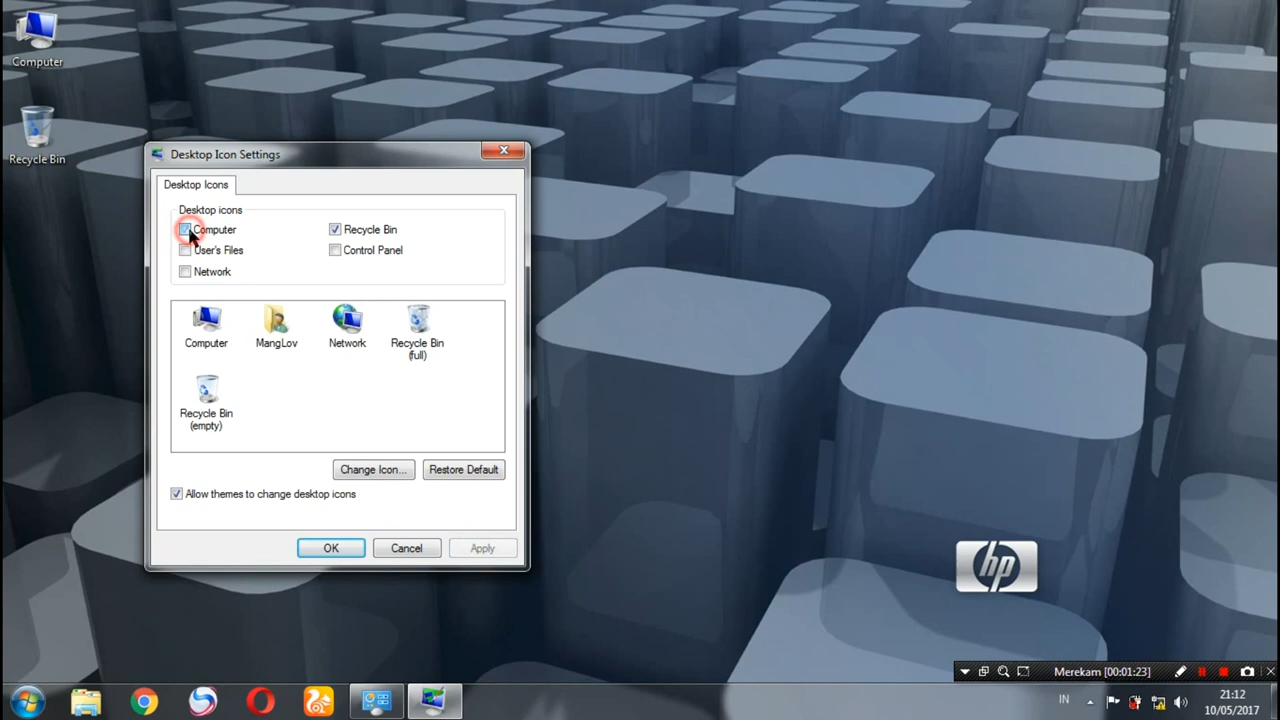 Computer
Recycle Bin
Desktop Icon Settings
Desktop Icons
Desktop icons
Computer
Recycle Bin
User's Files
Control Panel
Network
Computer
MangLov
Network
Recycle Bin
(full)
Recycle Bin
(empty)
Change Icon...
Restore Default
Allow themes to change desktop icons
OK
Cancel
Apply
hp
Merekam [00:01:23]
IN
21:12
10/05/2017